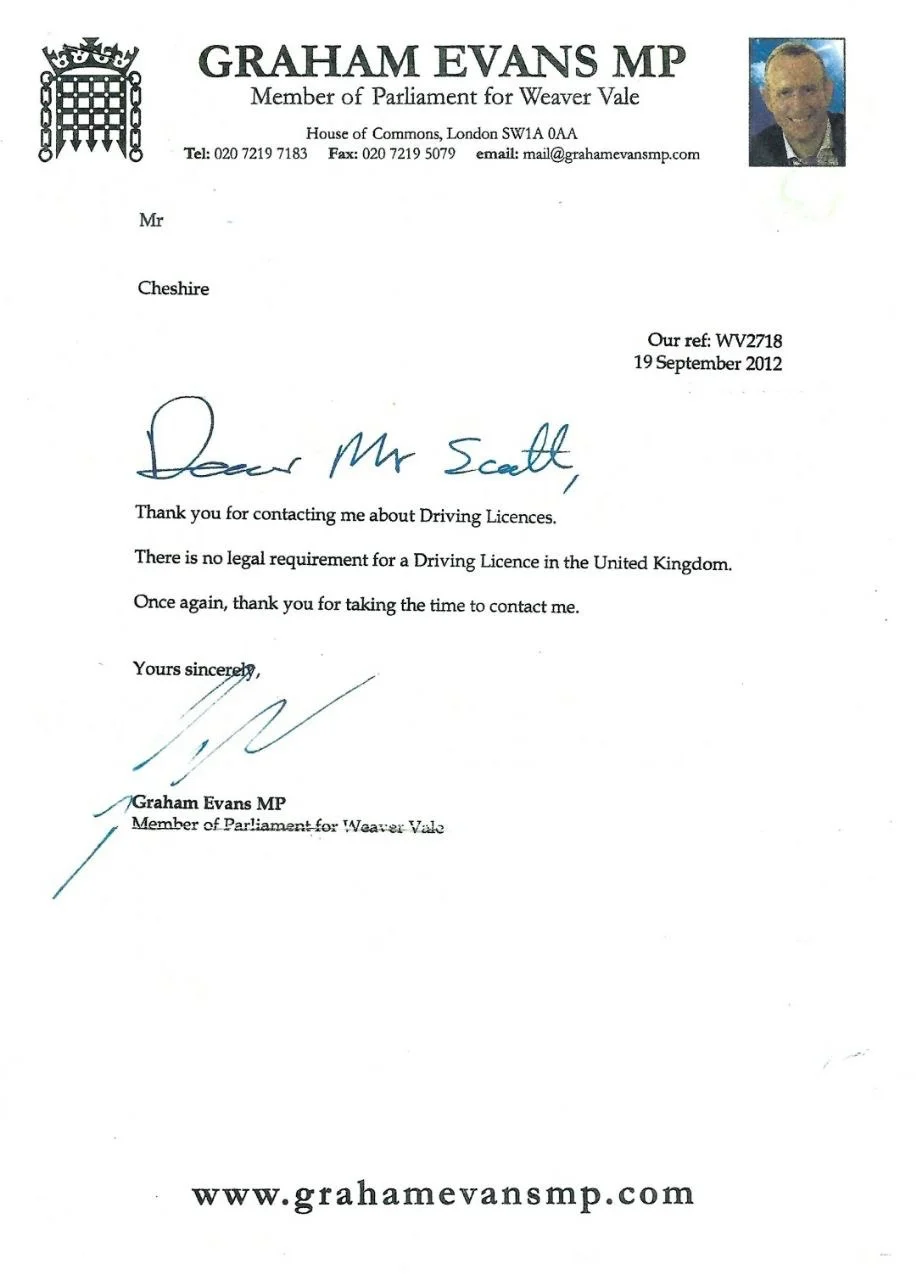 GRAHAM EVANS MP
Member of Parliament for Weaver Vale
House of Commons, London SW1A 0AA
Tel: 020 7219 7183 Fax: 020 7219 5079 email: mail@grahamevansmp.com
Mr
Cheshire
Our ref: WV2718
19 September 2012
Dear Mr Scott,
Thank you for contacting me about Driving Licences.
There is no legal requirement for a Driving Licence in the United Kingdom.
Once again, thank you for taking the time to contact me.
Yours sincerely,
Graham Evans MP
Member of Parliament for Weaver Vale
www.grahamevansmp.com